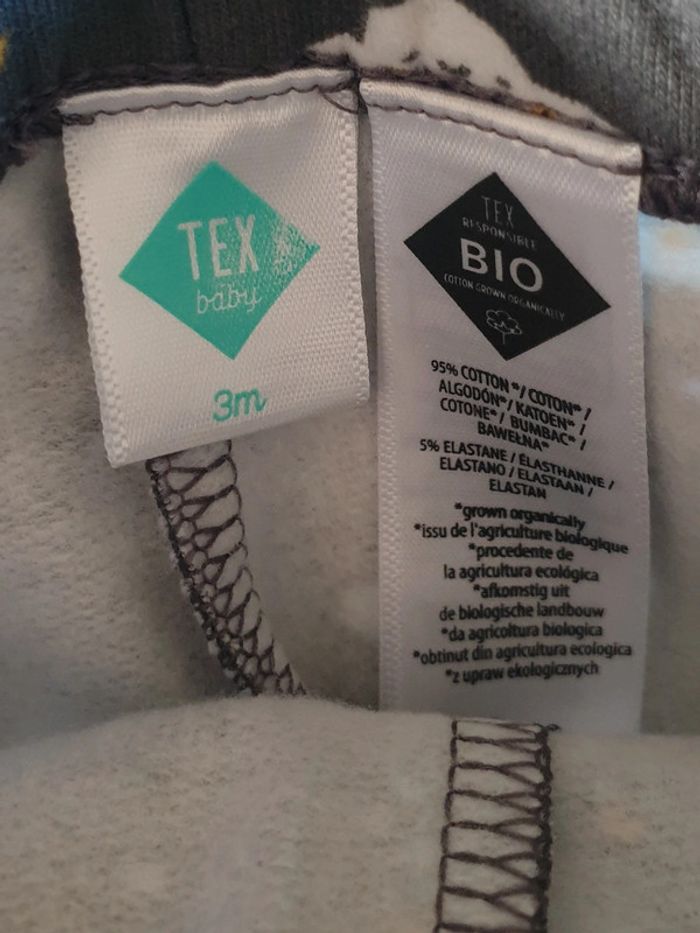 TEX
baby
3m
TEX
RESPONSIBLE
BIO
COTTON GROWN ORGANICALLY
95% COTTON*/ COTON*/
ALGODÓN*/ KATOEN*/
COTONE*/ BUMBAC*/
BAWEŁNA*
5% ELASTANE / ÉLASTHANNE /
ELASTANO / ELASTAAN /
ELASTAN
*grown organically
*issu de l'agriculture biologique
*procedente de
la agricultura ecológica
*afkomstig uit
de biologische landbouw
*da agricoltura biologica
*obtinut din agricultura ecologica
*z upraw ekologicznych